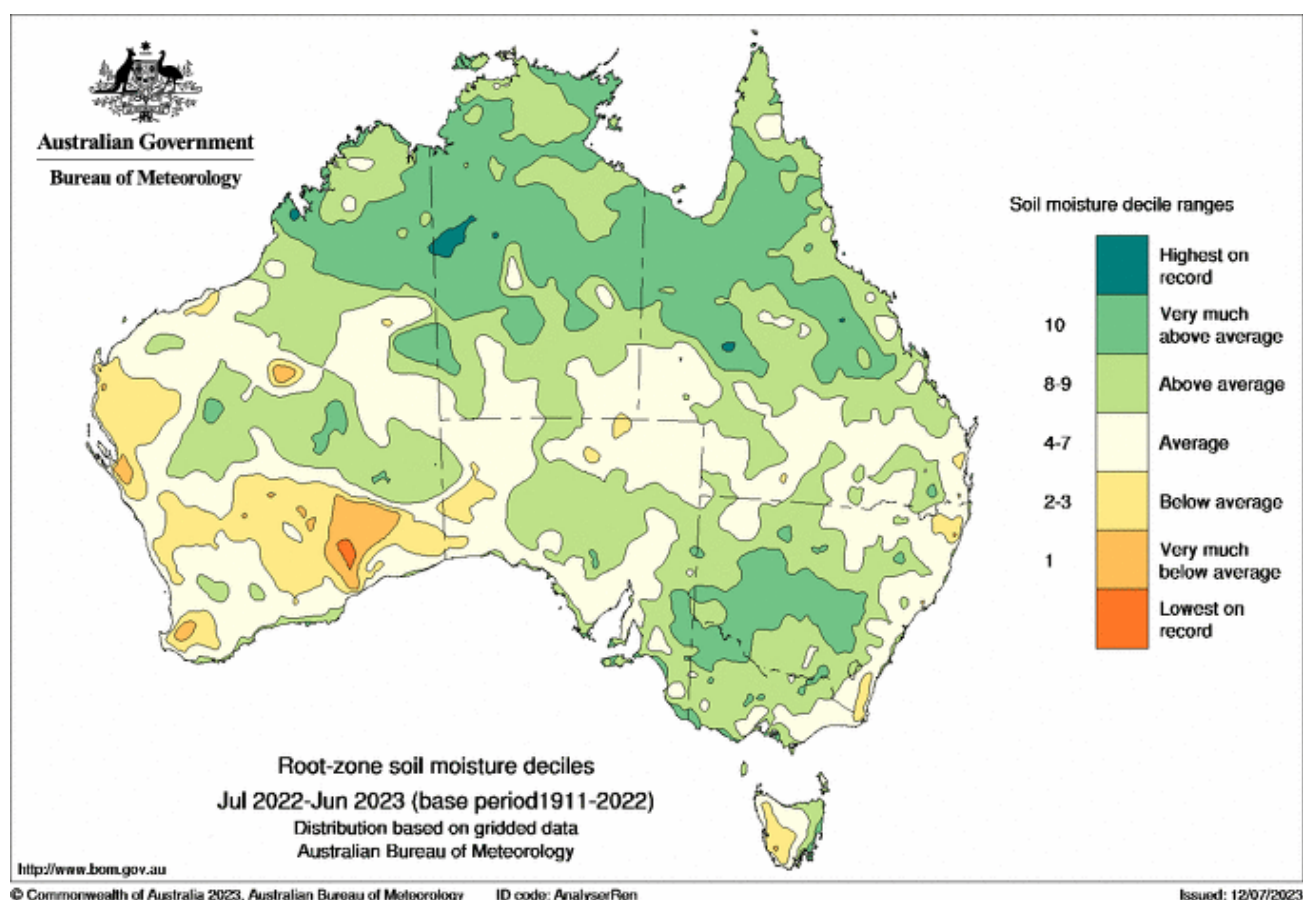 Australian Government
Bureau of Meteorology
Soil moisture decile ranges
Highest on
record
10
Very much
above average
8-9
Above average
4-7
Average
2-3
Below average
1
Very much
below average
Lowest on
record
Root-zone soil moisture deciles
Jul 2022-Jun 2023 (base period1911-2022)
Distribution based on gridded data
Australian Bureau of Meteorology
http://www.bom.gov.au
© Commonwealth of Australia 2023, Australian Bureau of Meteorology ID code: AnalyserRen Issued: 12/07/2023